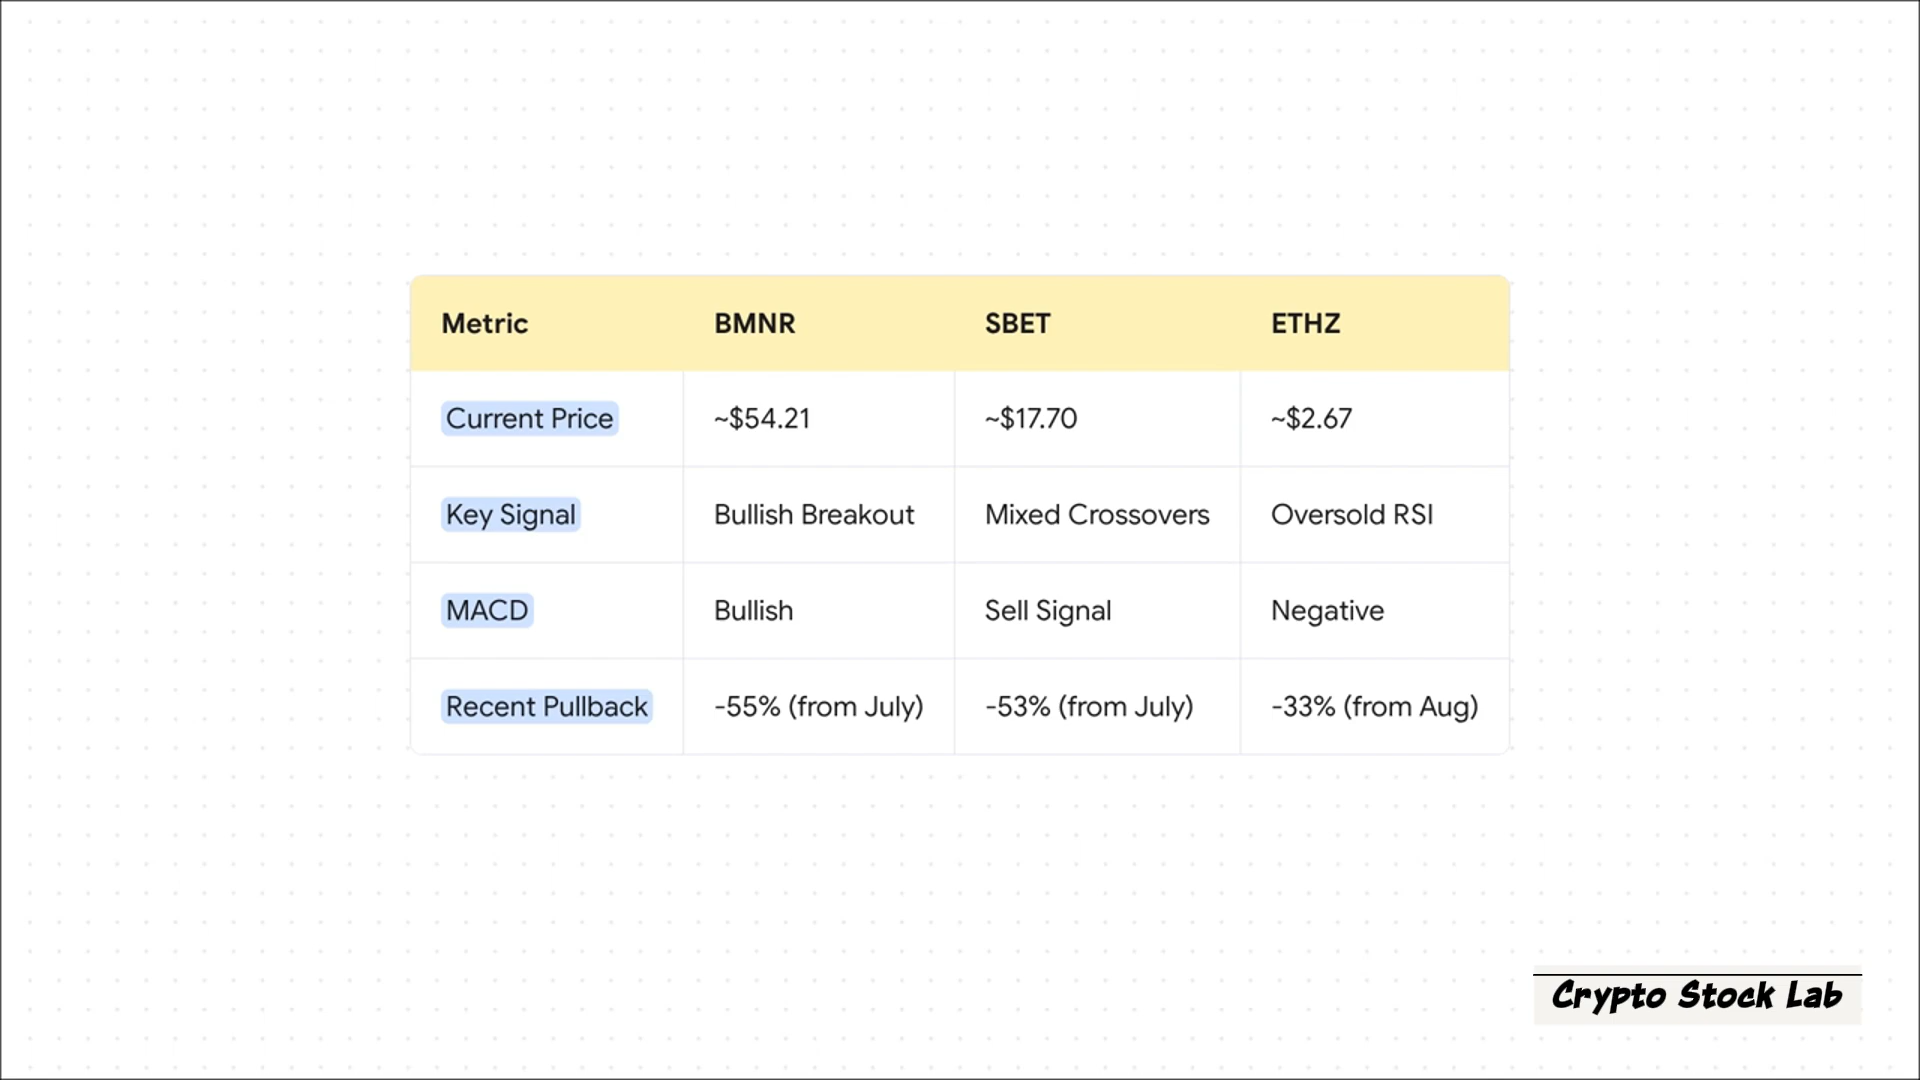 Metric BMNR SBET ETHZ
Current Price ~$54.21 ~$17.70 ~$2.67
Key Signal Bullish Breakout Mixed Crossovers Oversold RSI
MACD Bullish Sell Signal Negative
Recent Pullback -55% (from July) -53% (from July) -33% (from Aug)
Crypto Stock Lab